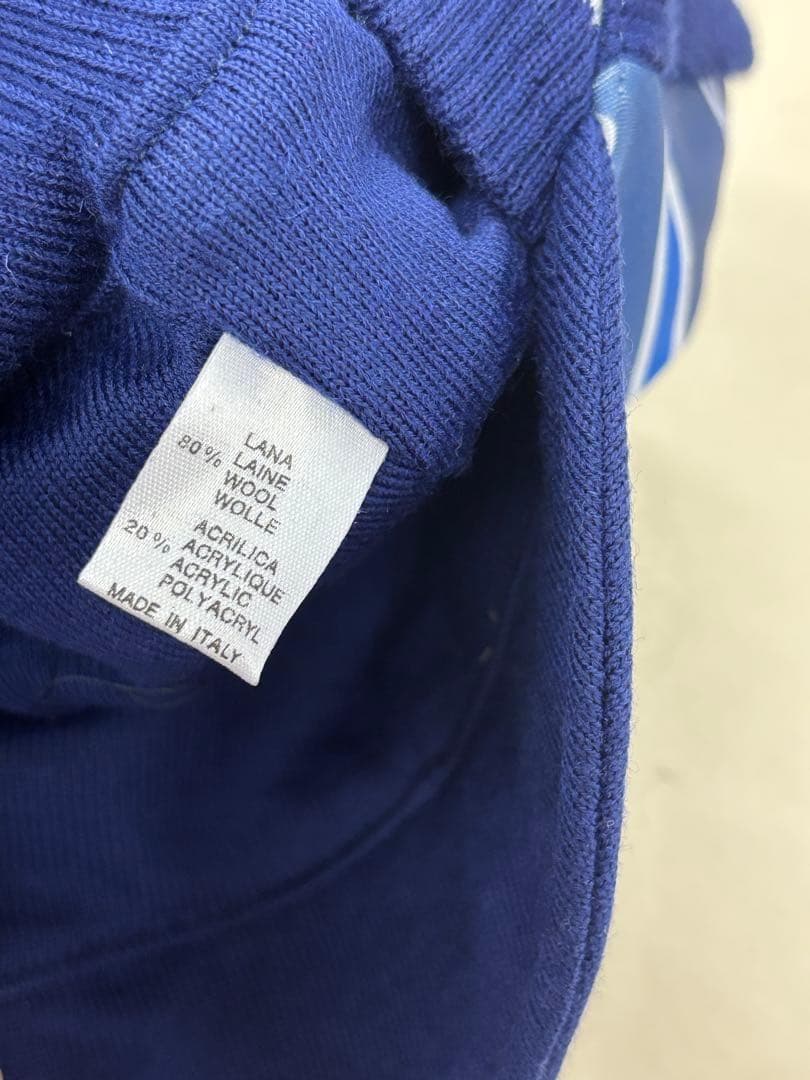 LANA
80% LAINE
WOOL
WOLLE
ACRILICA
20% ACRYLIQUE
ACRYLIC
POLYACRYL
MADE IN ITALY